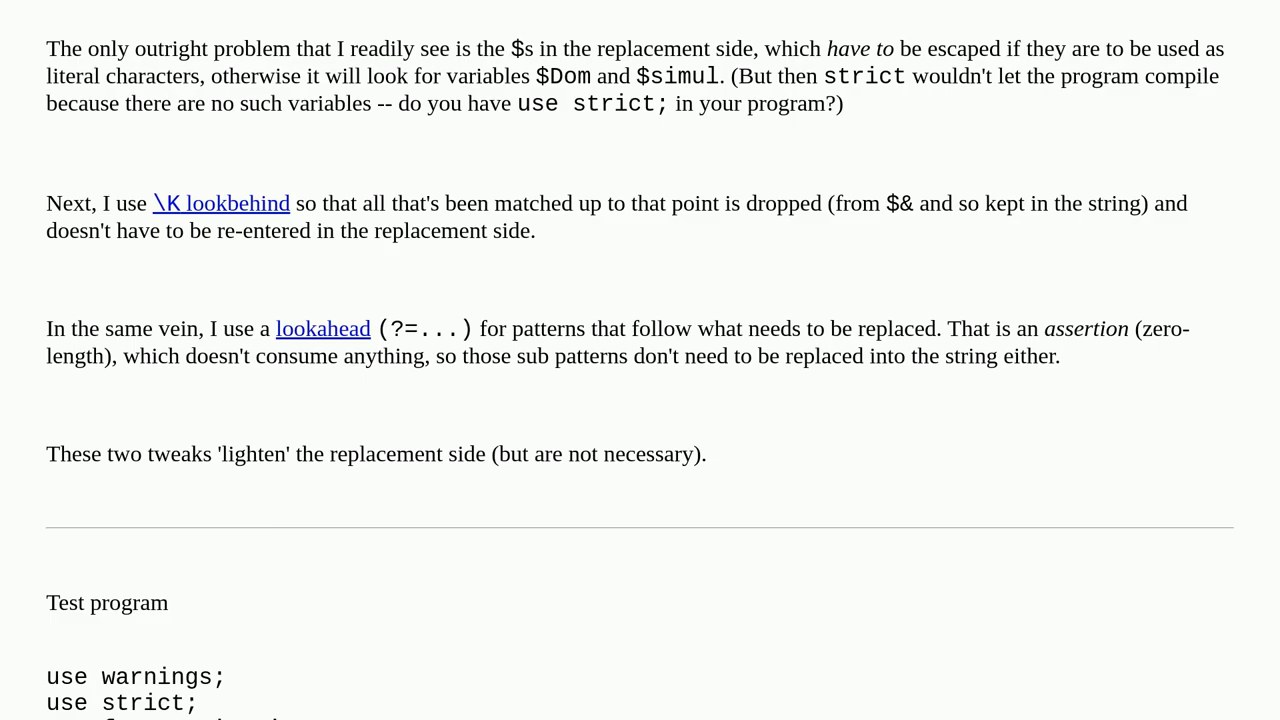 The only outright problem that I readily see is the $s in the replacement side, which have to be escaped if they are to be used as
literal characters, otherwise it will look for variables $Dom and $simul. (But then strict wouldn't let the program compile
because there are no such variables -- do you have use strict; in your program?)
Next, I use \K lookbehind so that all that's been matched up to that point is dropped (from $& and so kept in the string) and
doesn't have to be re-entered in the replacement side.
In the same vein, I use a lookahead (?=...) for patterns that follow what needs to be replaced. That is an assertion (zero-
length), which doesn't consume anything, so those sub patterns don't need to be replaced into the string either.
These two tweaks 'lighten' the replacement side (but are not necessary).
Test program
use warnings;
use strict;